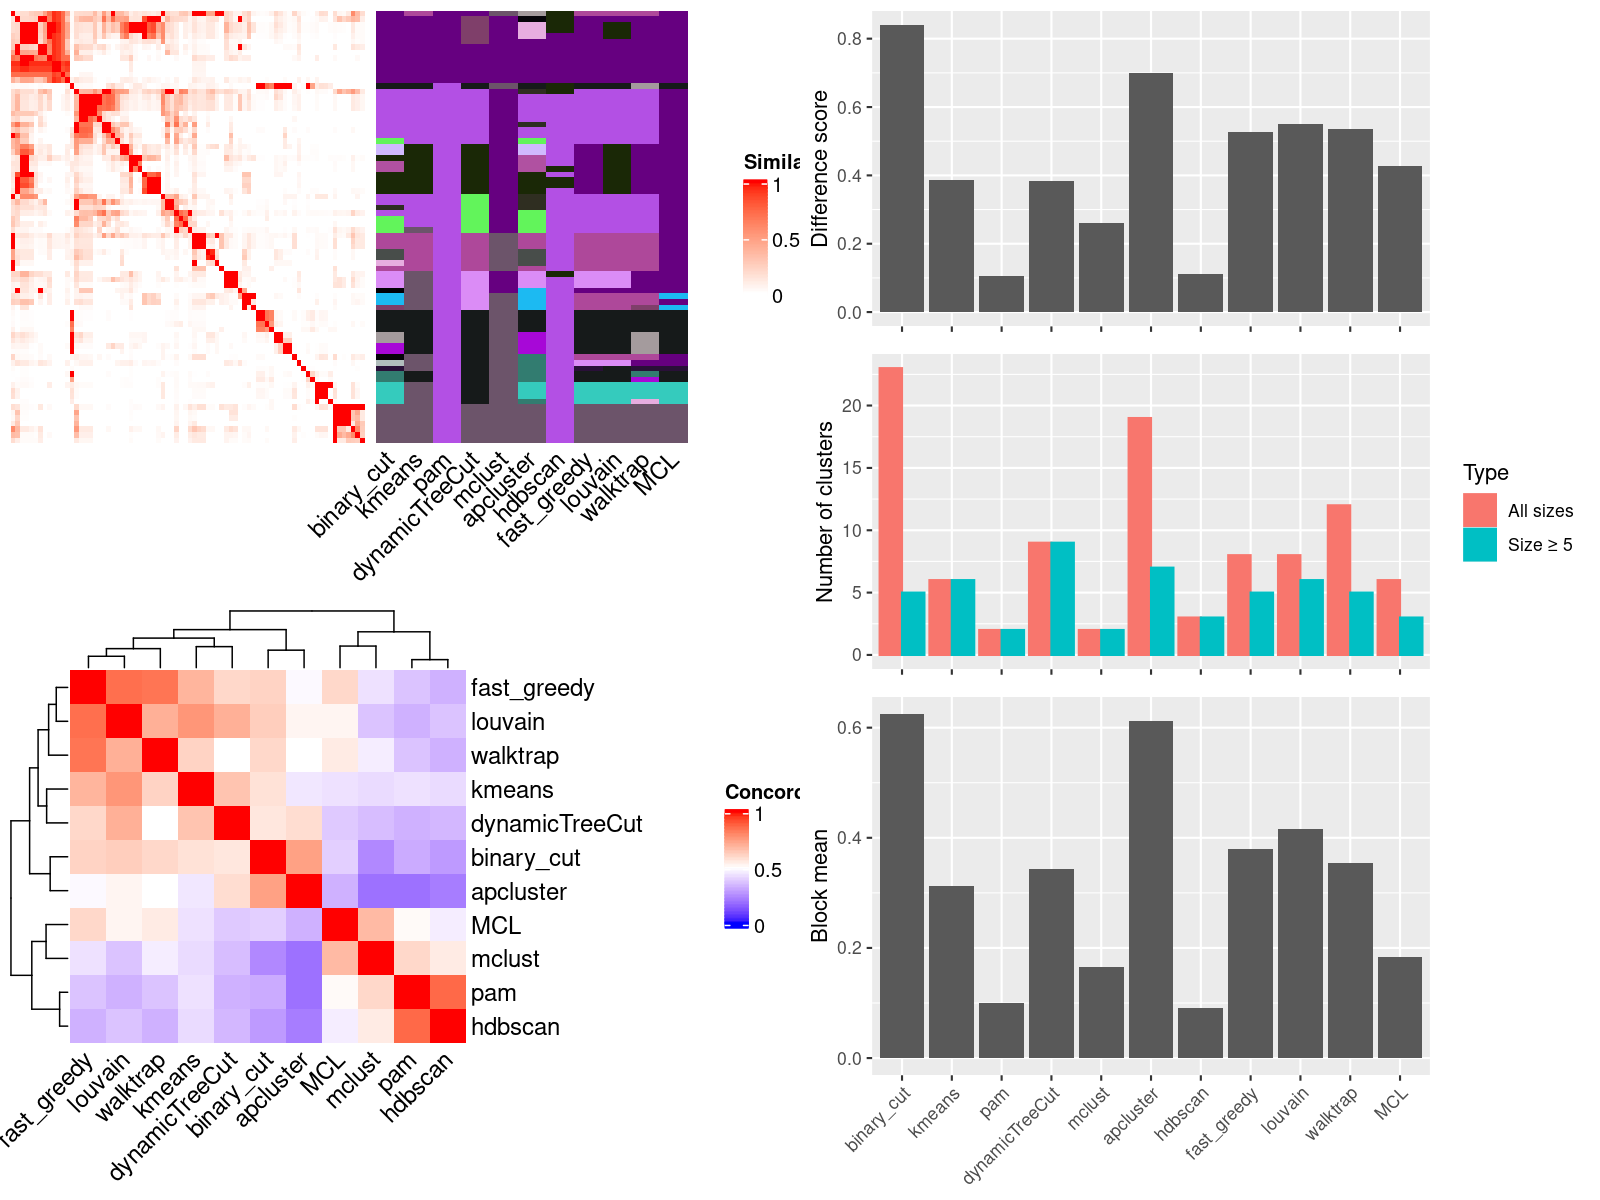 Simila
1
0.5
0
binary_cut
kmeans
pam
dynamicTreeCut
mclust
apcluster
hdbscan
fast_greedy
louvain
walktrap
MCL
fast_greedy
louvain
walktrap
kmeans
dynamicTreeCut
binary_cut
apcluster
MCL
mclust
pam
hdbscan
fast_greedy
louvain
walktrap
kmeans
dynamicTreeCut
binary_cut
apcluster
MCL
mclust
pam
hdbscan
Concord
1
0.5
0
Difference score
0.8
0.6
0.4
0.2
0.0
Number of clusters
20
15
10
5
0
Type
All sizes
Size ≥ 5
Block mean
0.6
0.4
0.2
0.0
binary_cut
kmeans
pam
dynamicTreeCut
mclust
apcluster
hdbscan
fast_greedy
louvain
walktrap
MCL